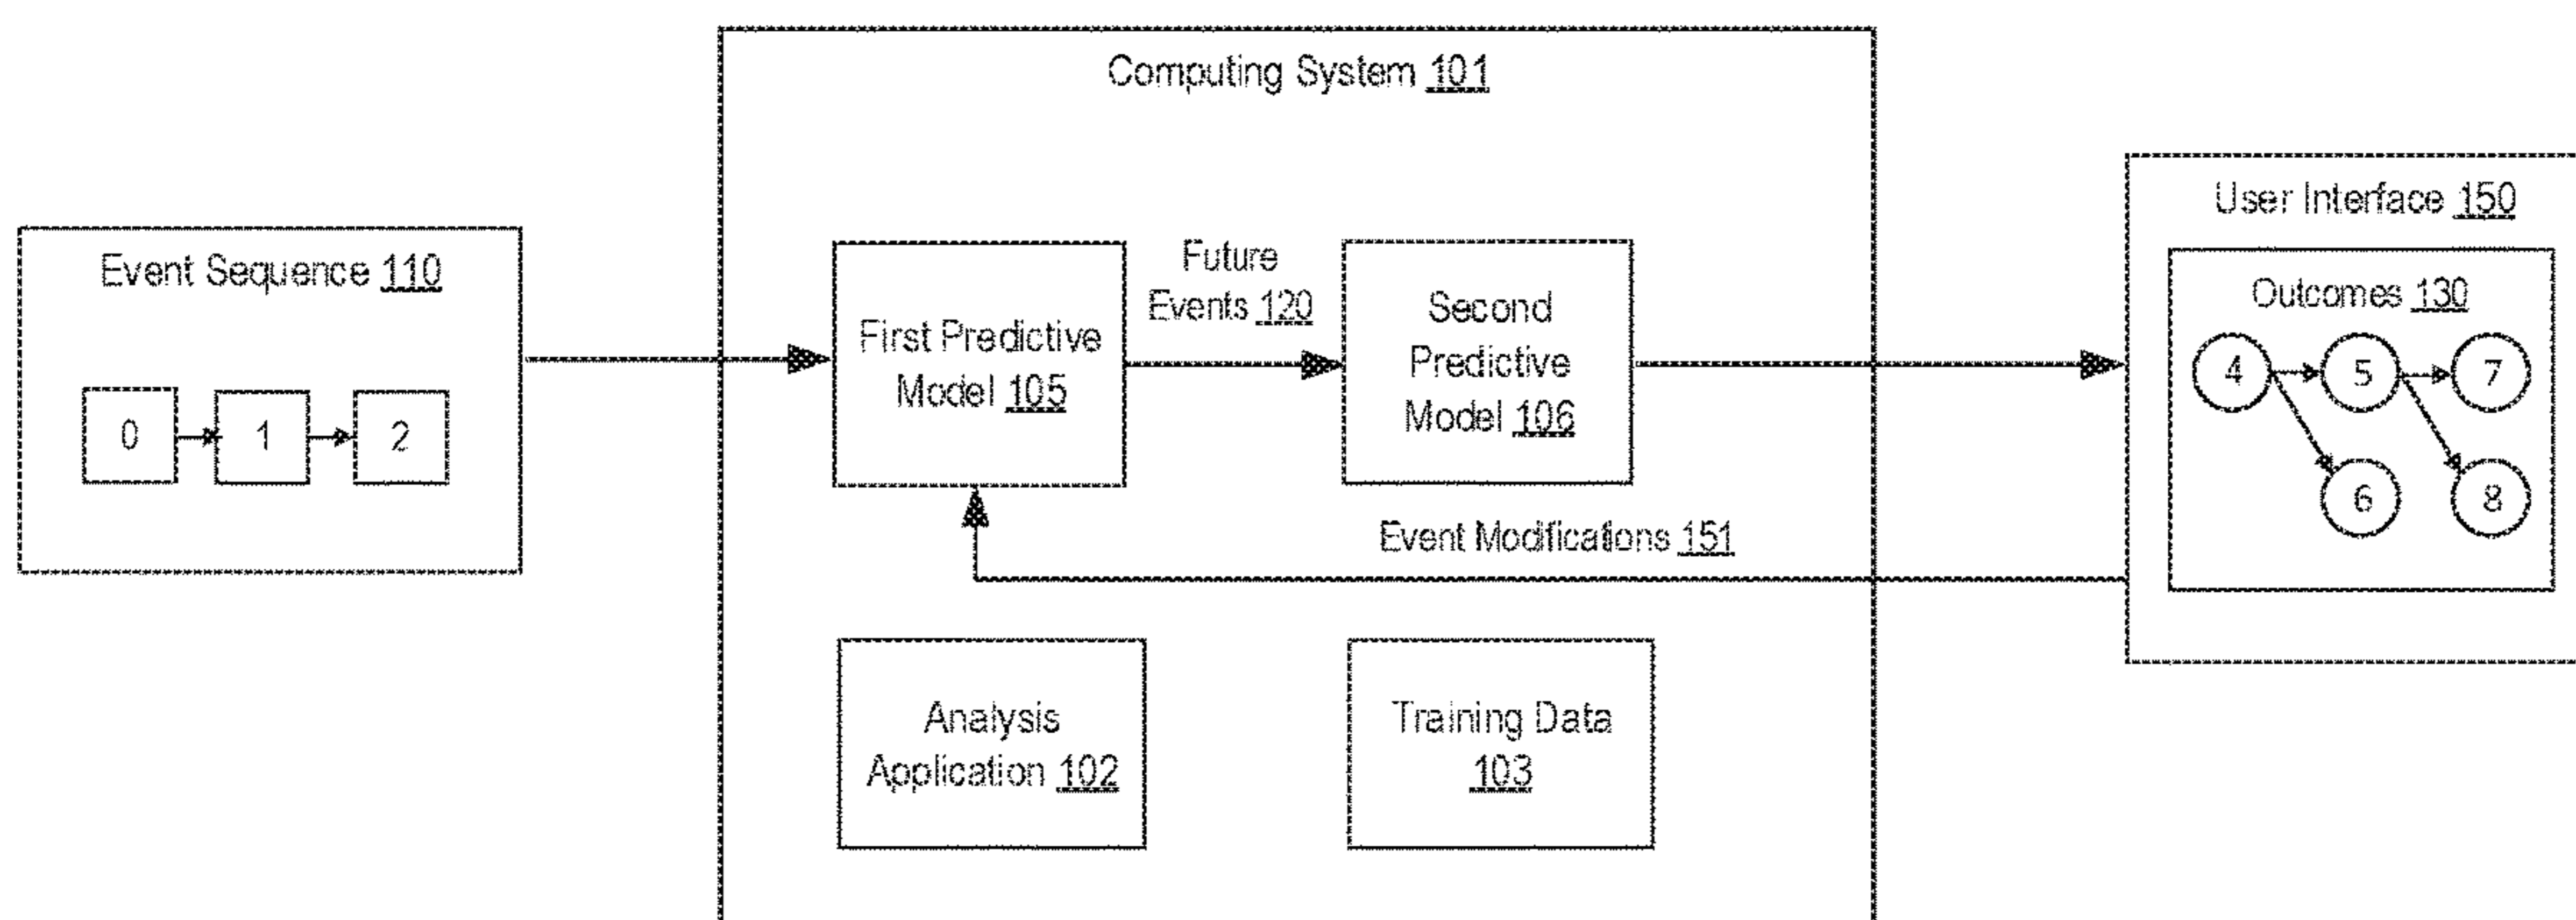 Computing System 101
User Interface 150
Event Sequence 110
0
1
2
First Predictive
Model 105
Future
Events 120
Second
Predictive
Model 106
Outcomes 130
4
5
7
6
8
Event Modifications 151
Analysis
Application 102
Training Data
103